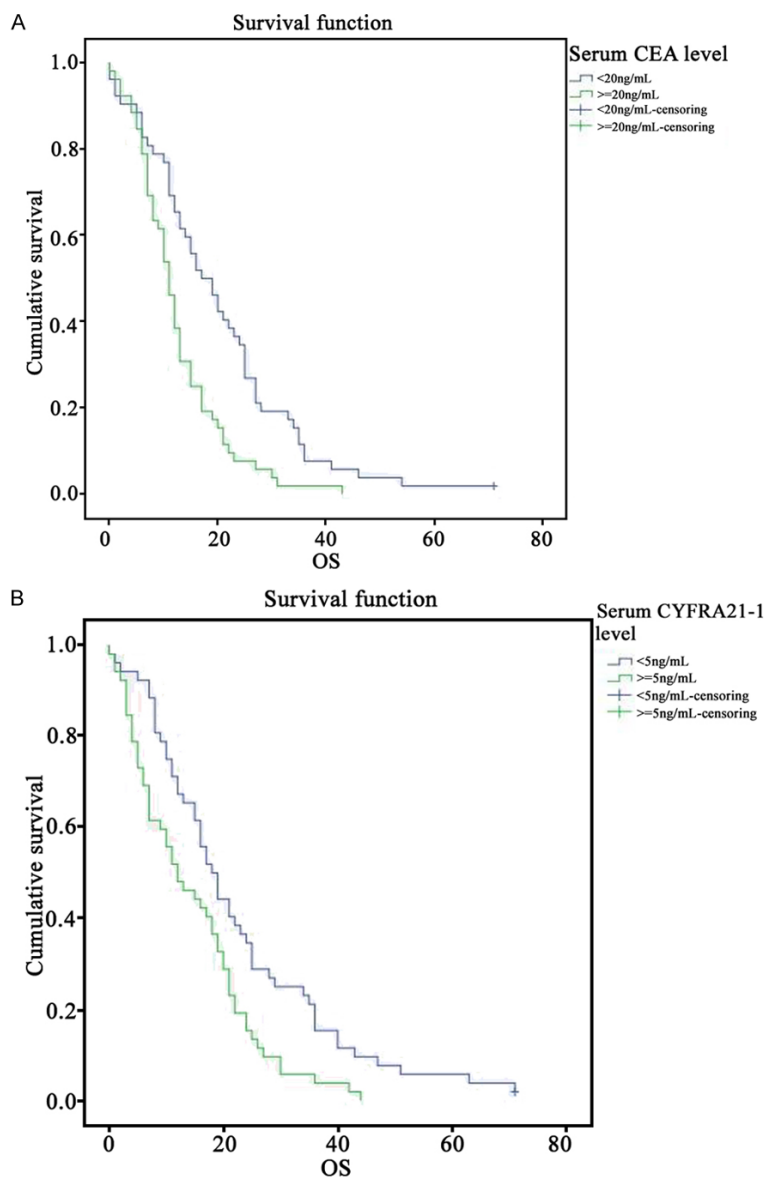 A
Survival function
Serum CEA level
<20ng/mL
>=20ng/mL
<20ng/mL-censoring
>=20ng/mL-censoring
Cumulative survival
1.0
0.8
0.6
0.4
0.2
0.0
0
20
40
60
80
OS
B
Survival function
Serum CYFRA21-1
level
<5ng/mL
>=5ng/mL
<5ng/mL-censoring
>=5ng/mL-censoring
Cumulative survival
1.0
0.8
0.6
0.4
0.2
0.0
0
20
40
60
80
OS